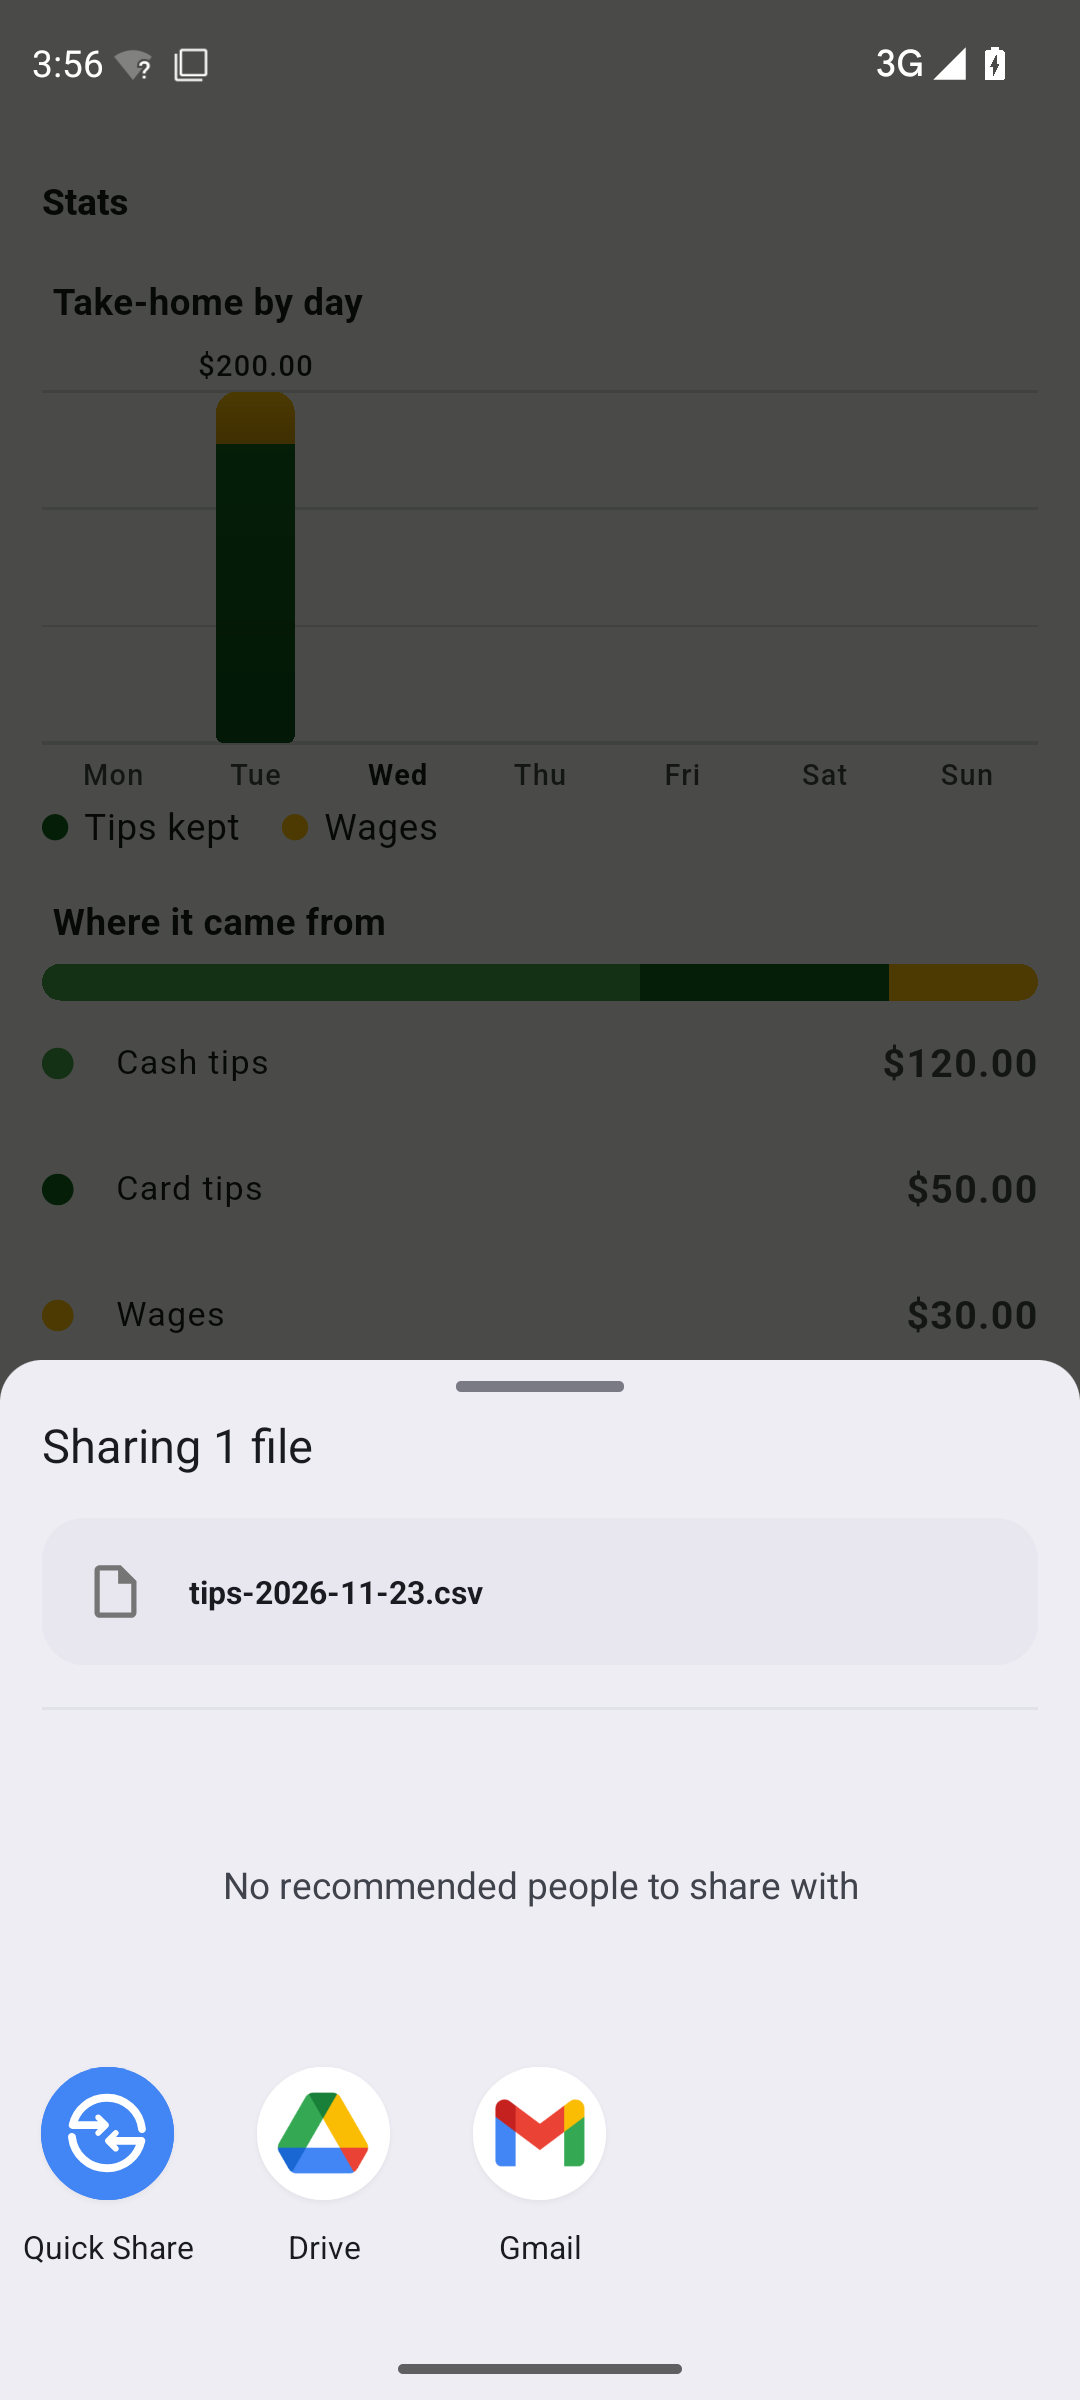 3:56 ? 3G
Stats
Take-home by day
$200.00
Mon Tue Wed Thu Fri Sat Sun
Tips kept Wages
Where it came from
Cash tips $120.00
Card tips $50.00
Wages $30.00
Sharing 1 file
tips-2026-11-23.csv
No recommended people to share with
Quick Share Drive Gmail